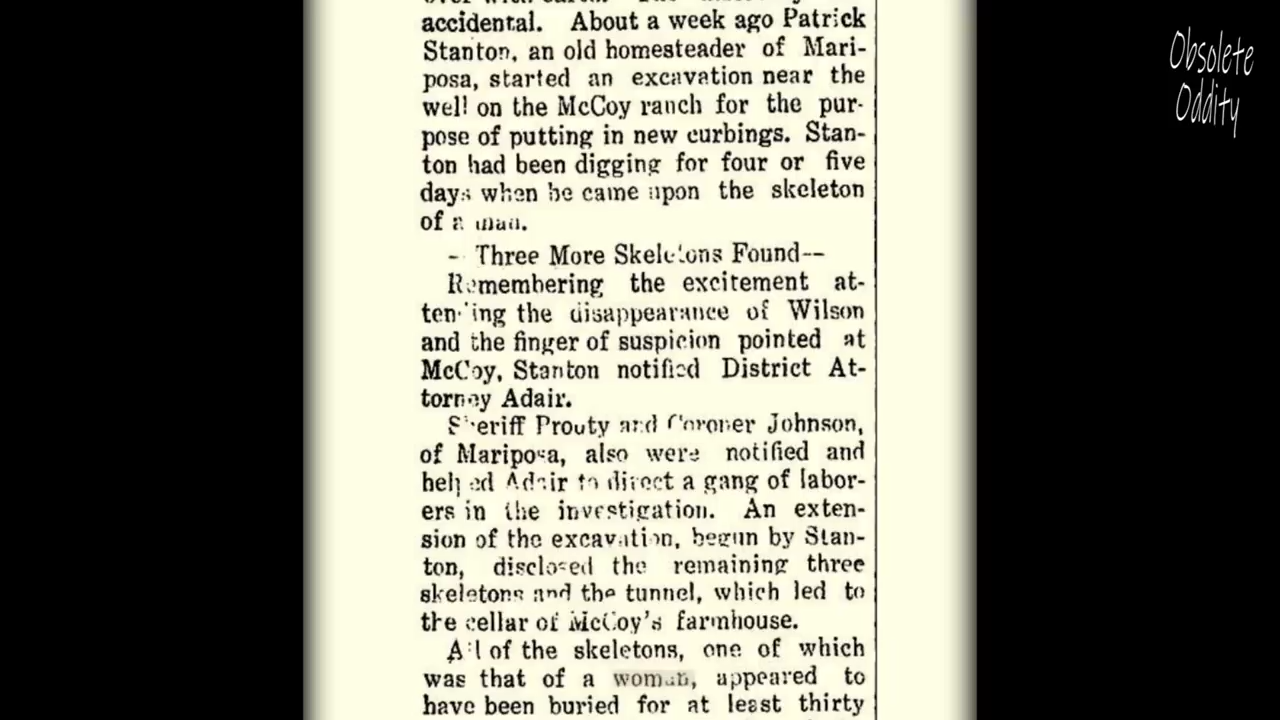 accidental. About a week ago Patrick
Stanton, an old homesteader of Mari-
posa, started an excavation near the
well on the McCoy ranch for the pur-
pose of putting in new curbings. Stan-
ton had been digging for four or five
days when he came upon the skeleton
of a man.
- Three More Skeletons Found--
Remembering the excitement at-
tending the disappearance of Wilson
and the finger of suspicion pointed at
McCoy, Stanton notified District At-
torney Adair.
Sheriff Prouty and Coroner Johnson,
of Mariposa, also were notified and
helped Adair to direct a gang of labor-
ers in the investigation. An exten-
sion of the excavation, begun by Stan-
ton, disclosed the remaining three
skeletons and the tunnel, which led to
the cellar of McCoy's farmhouse.
All of the skeletons, one of which
was that of a woman, appeared to
have been buried for at least thirty
Obsolete
Oddity